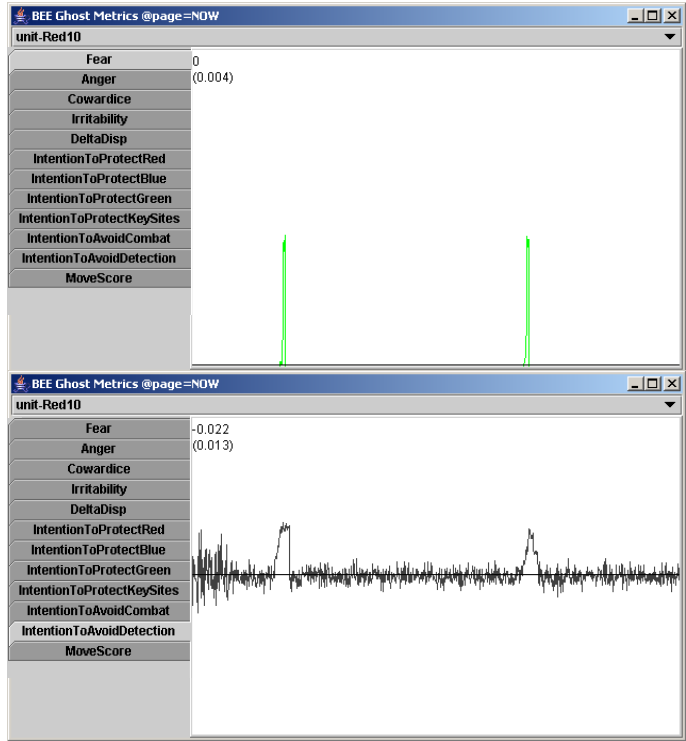 BEE Ghost Metrics @page=NOW
unit-Red10
Fear
Anger
Cowardice
Irritability
DeltaDisp
IntentionToProtectRed
IntentionToProtectBlue
IntentionToProtectGreen
IntentionToProtectKeySites
IntentionToAvoidCombat
IntentionToAvoidDetection
MoveScore
0
(0.004)
BEE Ghost Metrics @page=NOW
unit-Red10
Fear
Anger
Cowardice
Irritability
DeltaDisp
IntentionToProtectRed
IntentionToProtectBlue
IntentionToProtectGreen
IntentionToProtectKeySites
IntentionToAvoidCombat
IntentionToAvoidDetection
MoveScore
-0.022
(0.013)